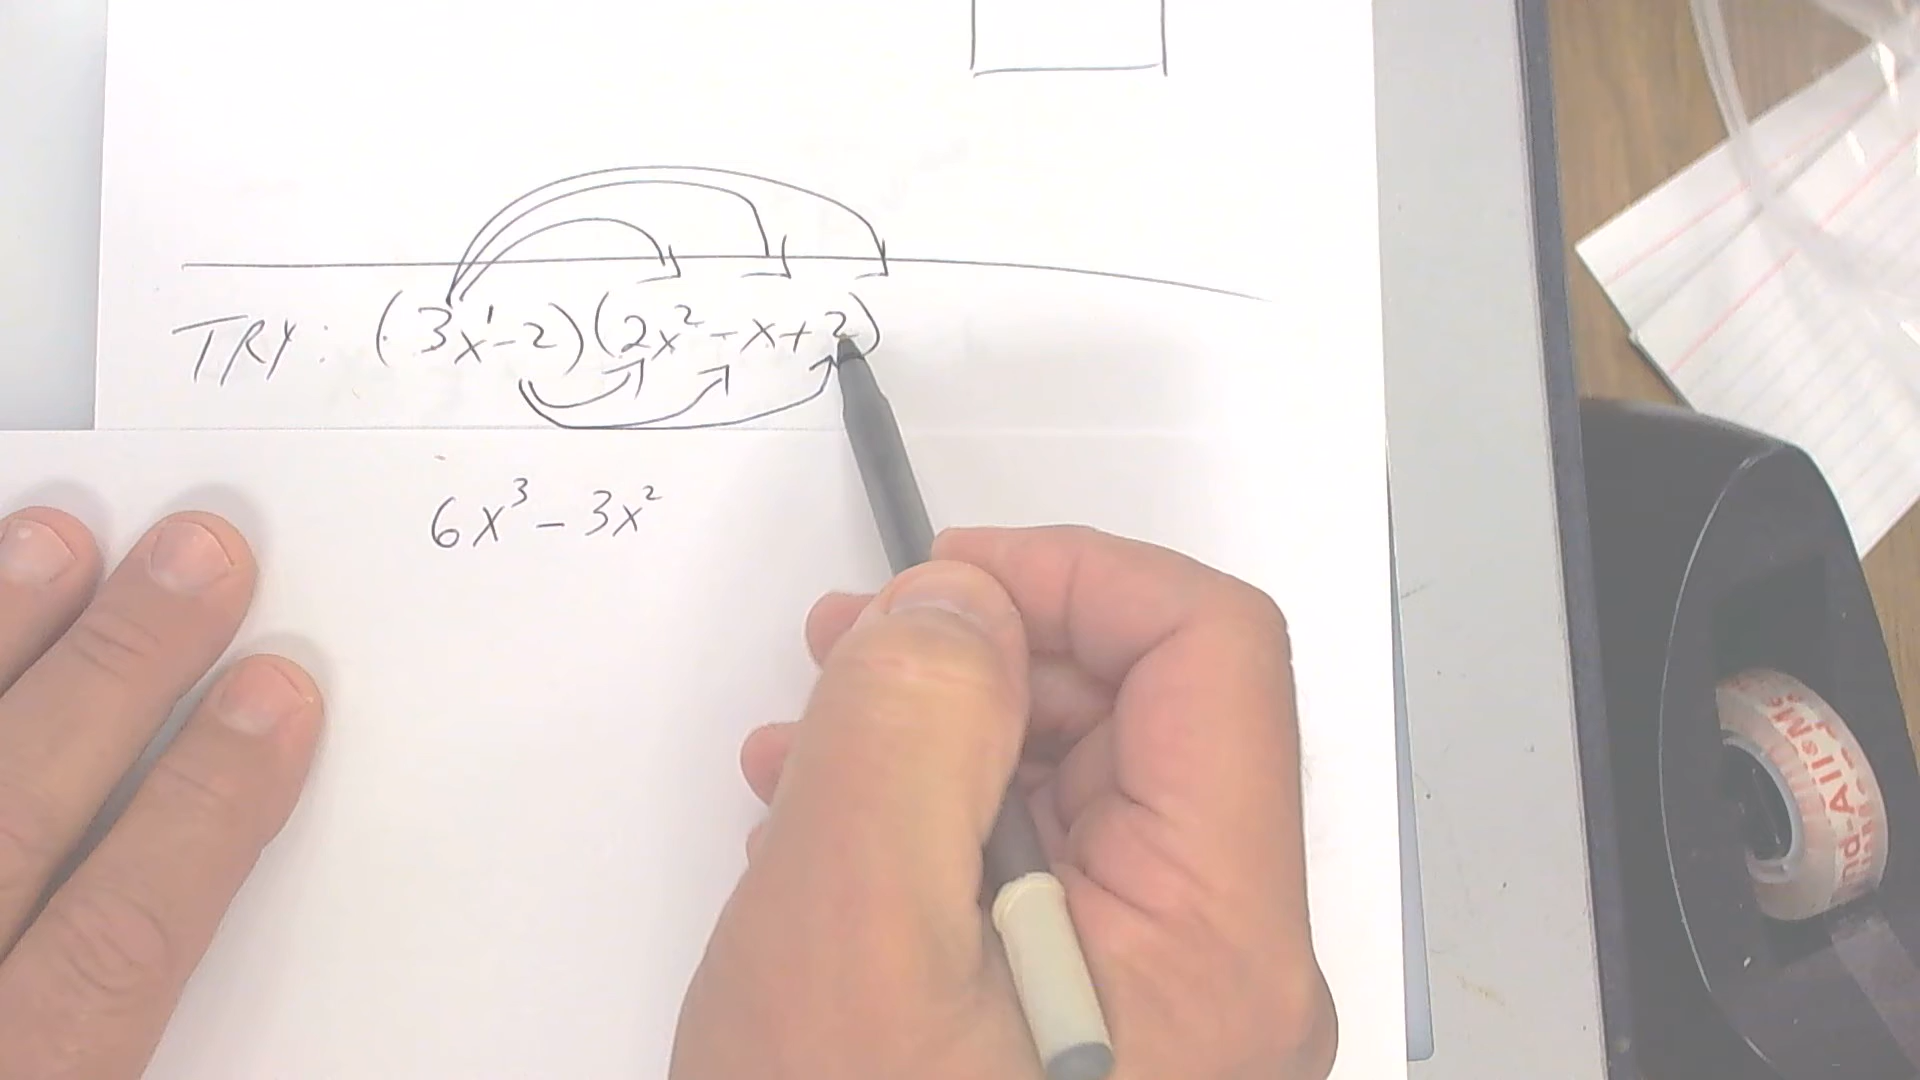 TRY: (3x¹-2)(2x²-x+2)
6x³ - 3x²